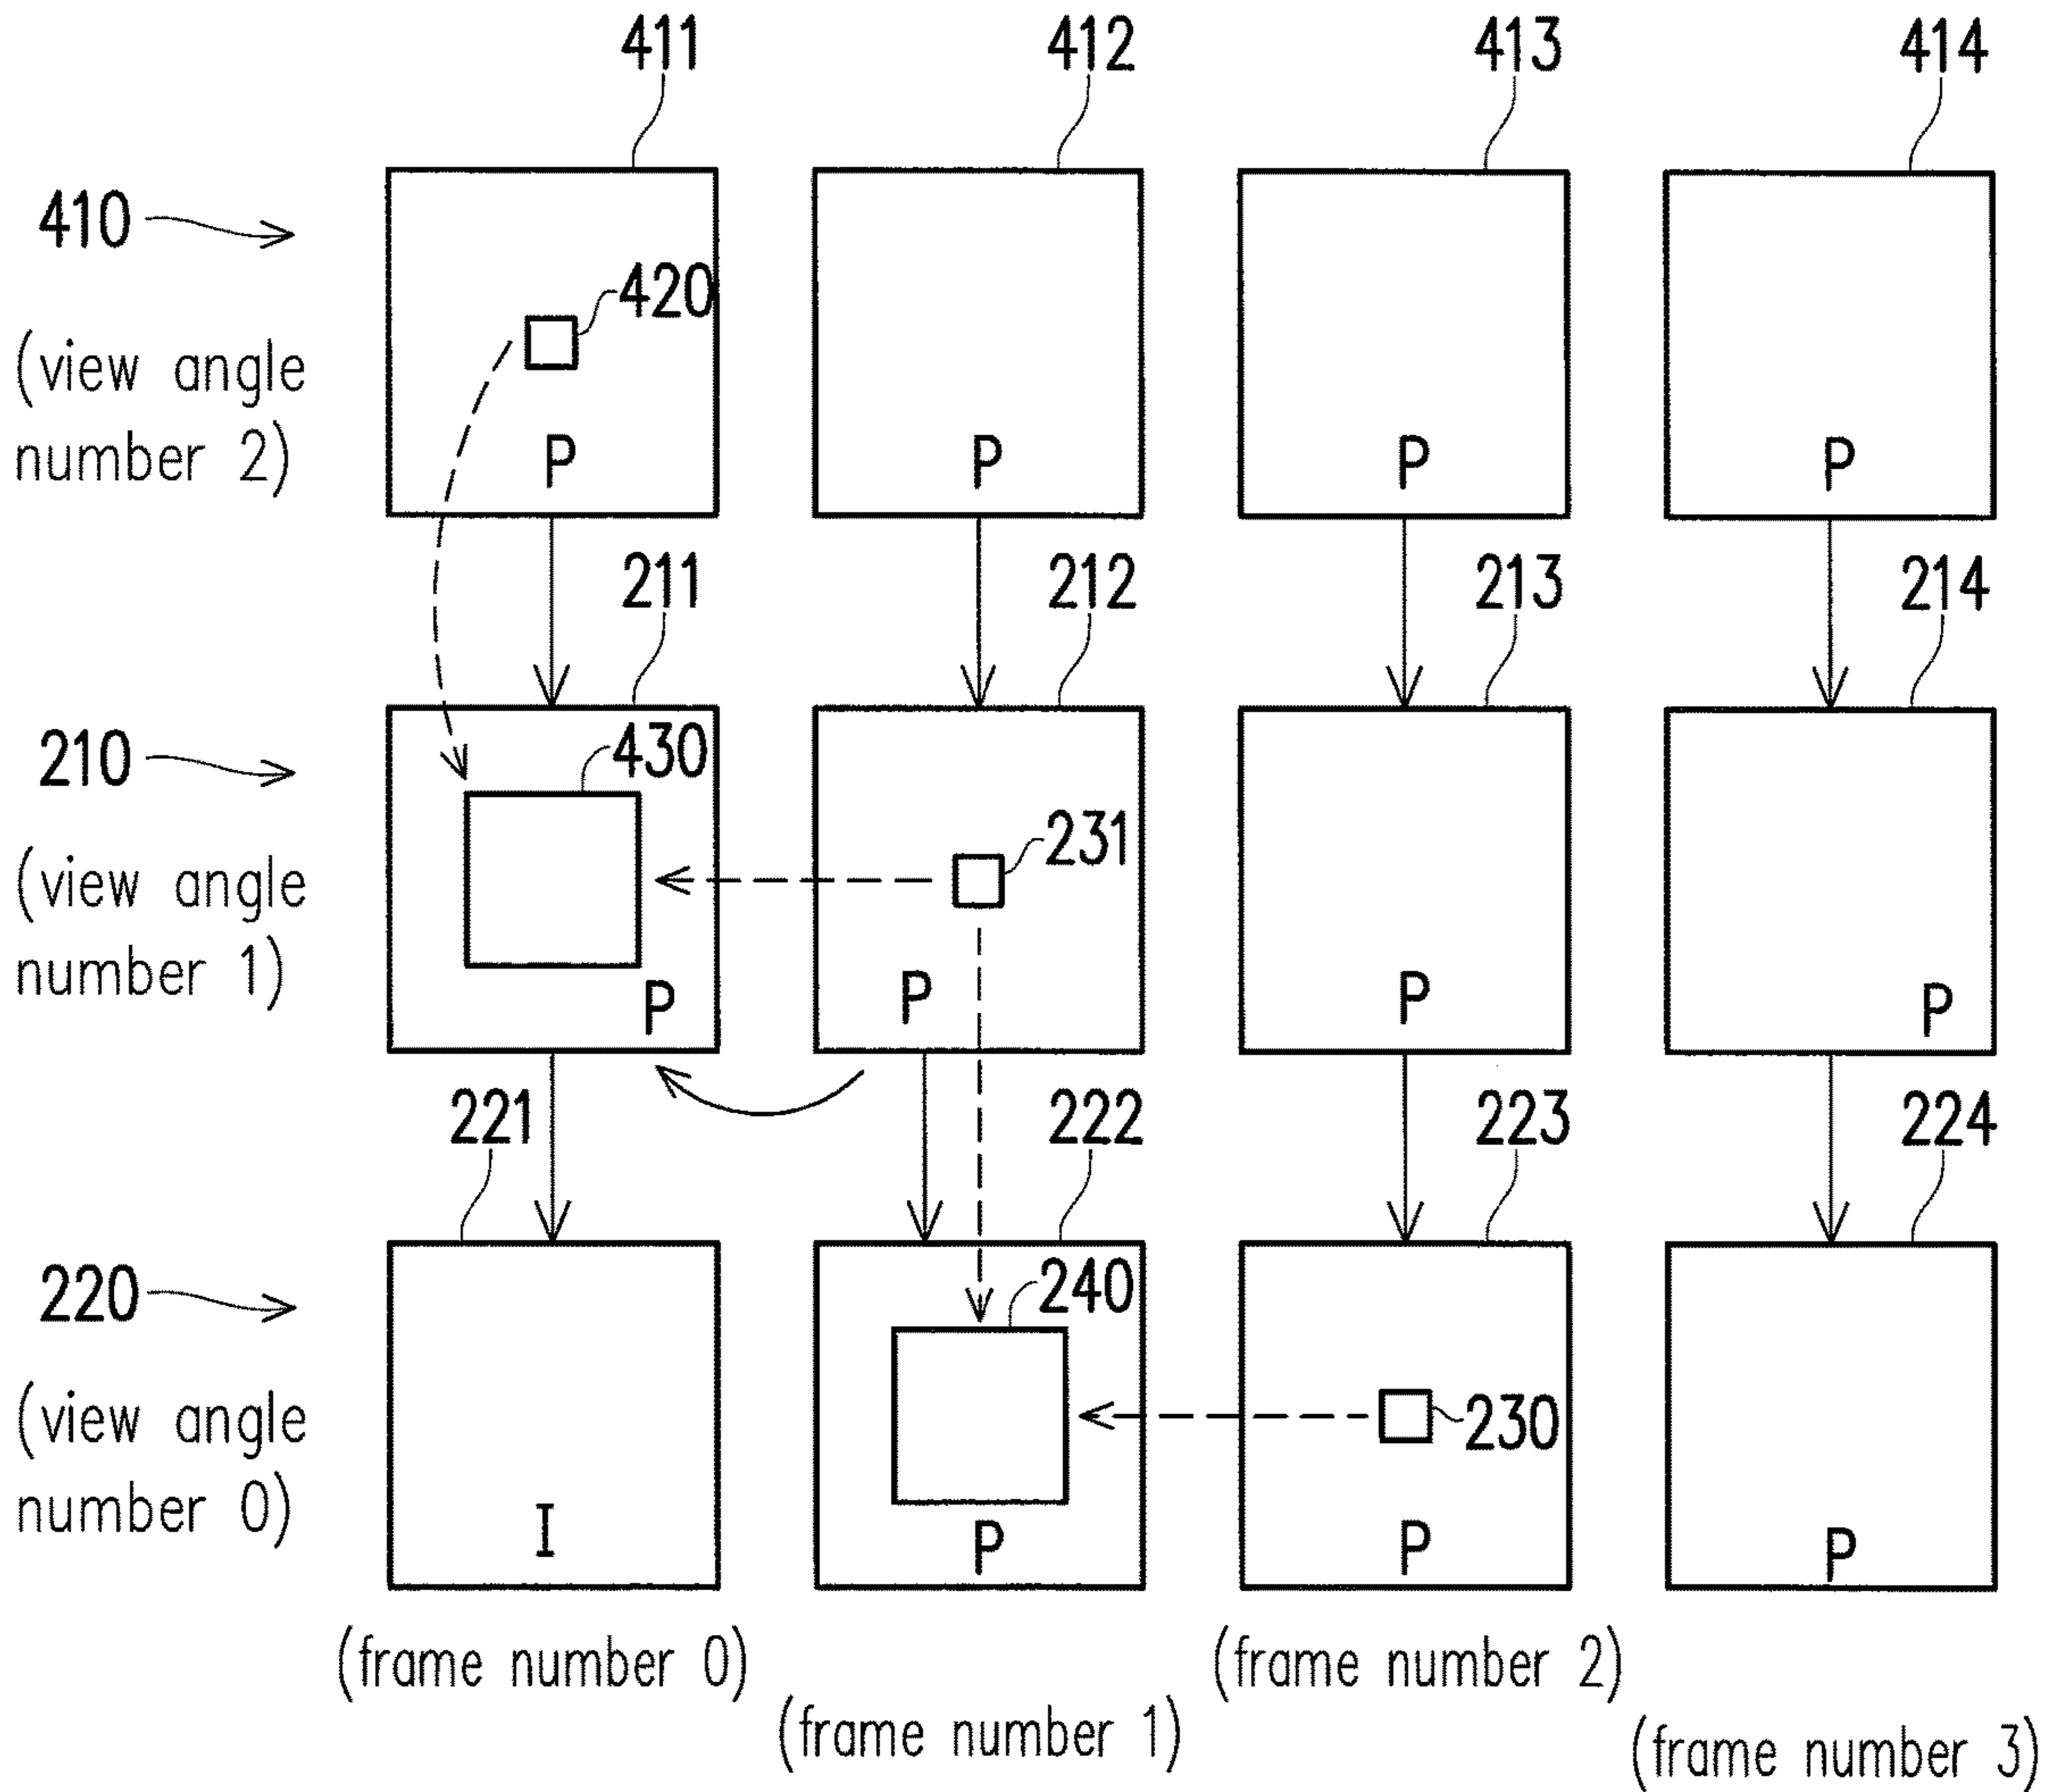 411 412 413 414
410
420
(view angle
number 2)
P P P P
211 212 213 214
210
430
231
(view angle
number 1)
P P P P
221 222 223 224
220
240
230
(view angle
number 0)
I P P P
(frame number 0) (frame number 2)
(frame number 1) (frame number 3)